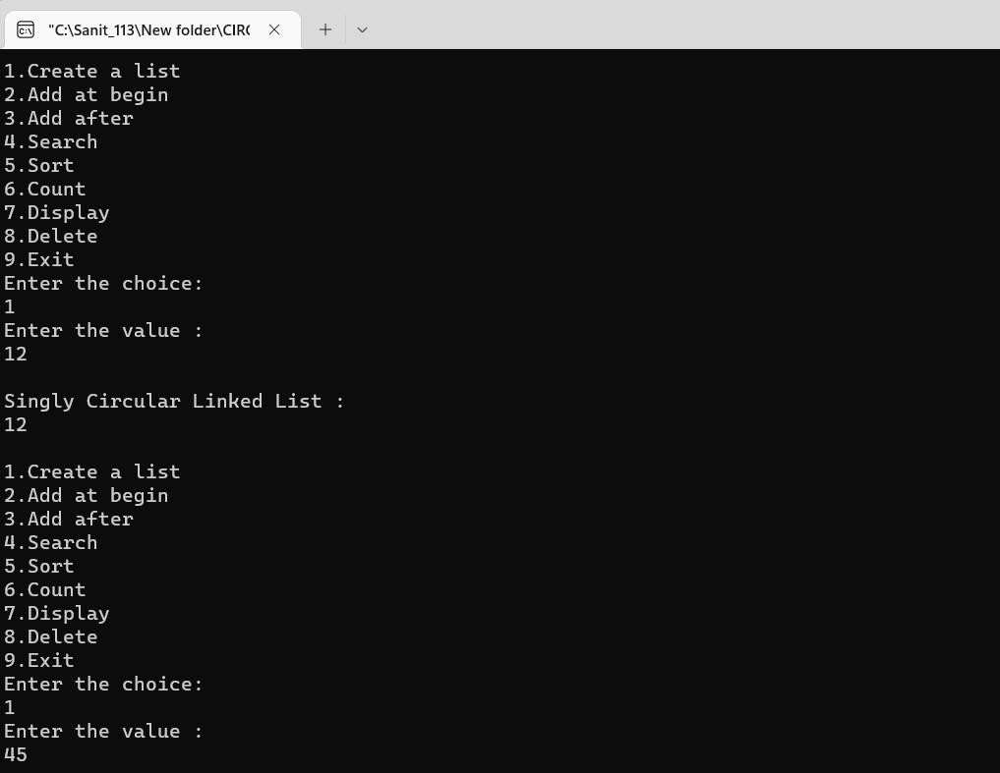 "C:\Sanit_113\New folder\CIRC
1.Create a list
2.Add at begin
3.Add after
4.Search
5.Sort
6.Count
7.Display
8.Delete
9.Exit
Enter the choice:
1
Enter the value :
12
Singly Circular Linked List :
12
1.Create a list
2.Add at begin
3.Add after
4.Search
5.Sort
6.Count
7.Display
8.Delete
9.Exit
Enter the choice:
1
Enter the value :
45